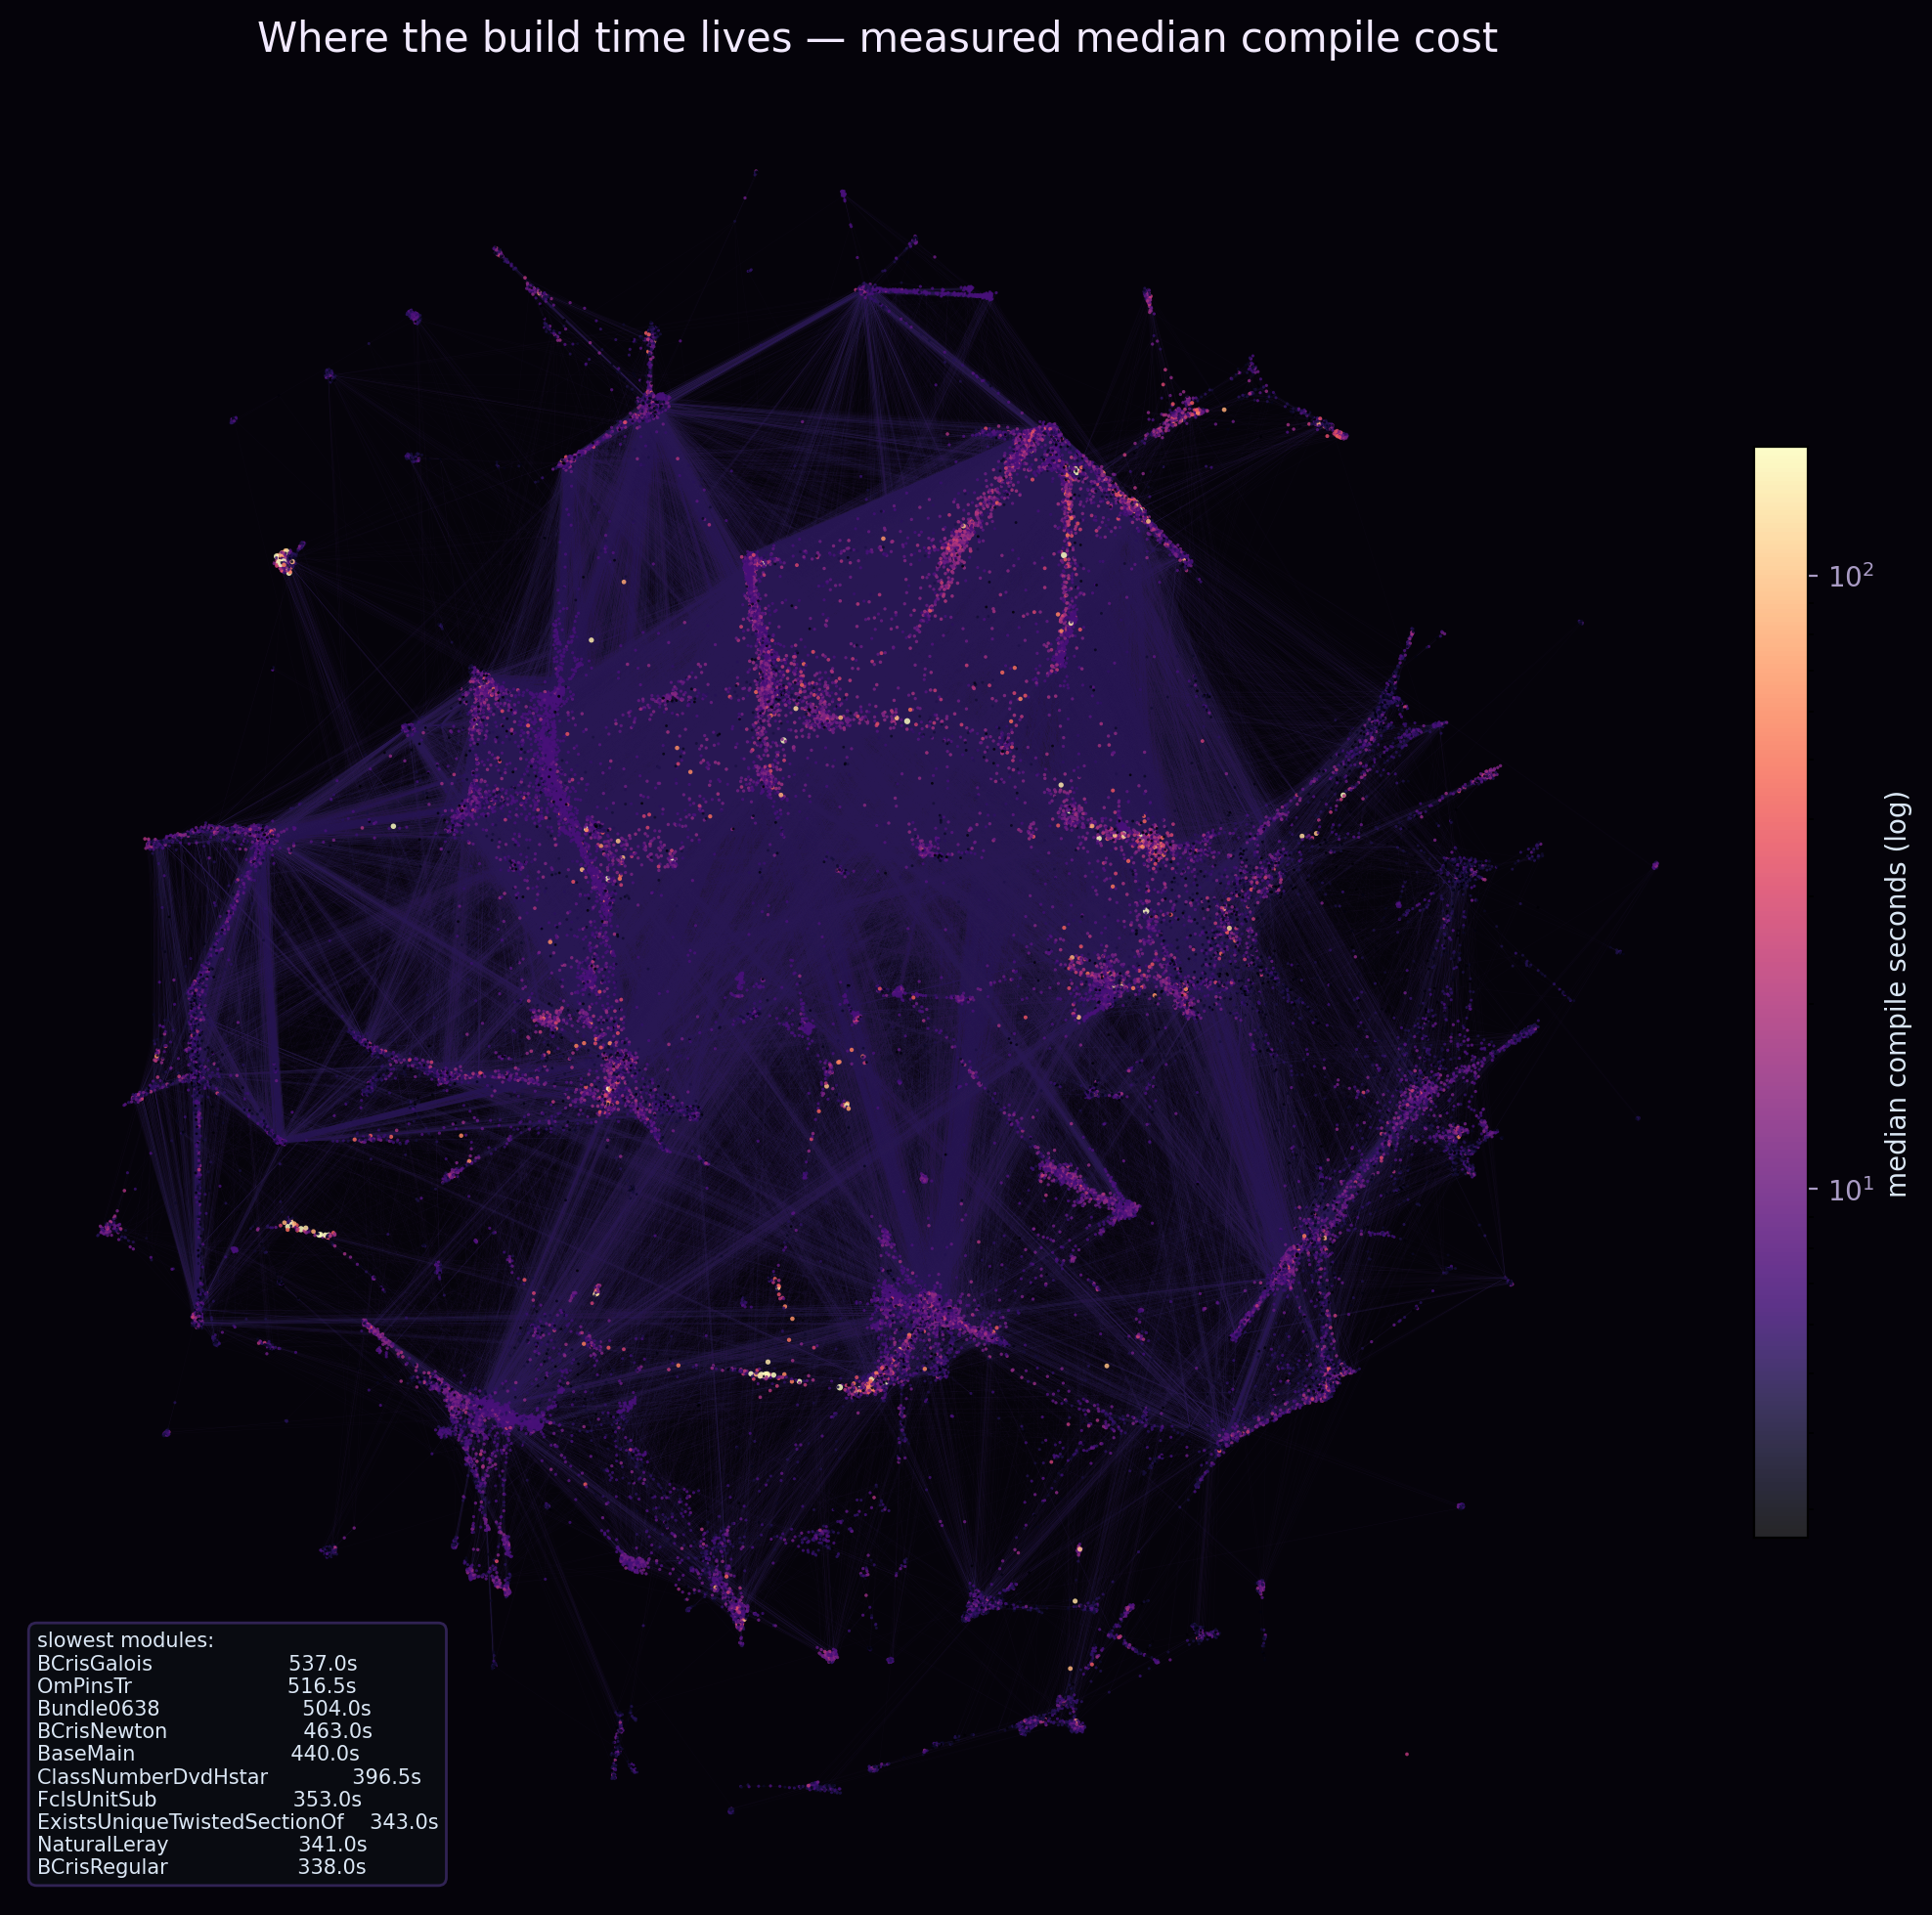 Where the build time lives — measured median compile cost
10²
10¹
median compile seconds (log)
slowest modules:
BCrisGalois 537.0s
OmPinsTr 516.5s
Bundle0638 504.0s
BCrisNewton 463.0s
BaseMain 440.0s
ClassNumberDvdHstar 396.5s
FcIsUnitSub 353.0s
ExistsUniqueTwistedSectionOf 343.0s
NaturalLeray 341.0s
BCrisRegular 338.0s